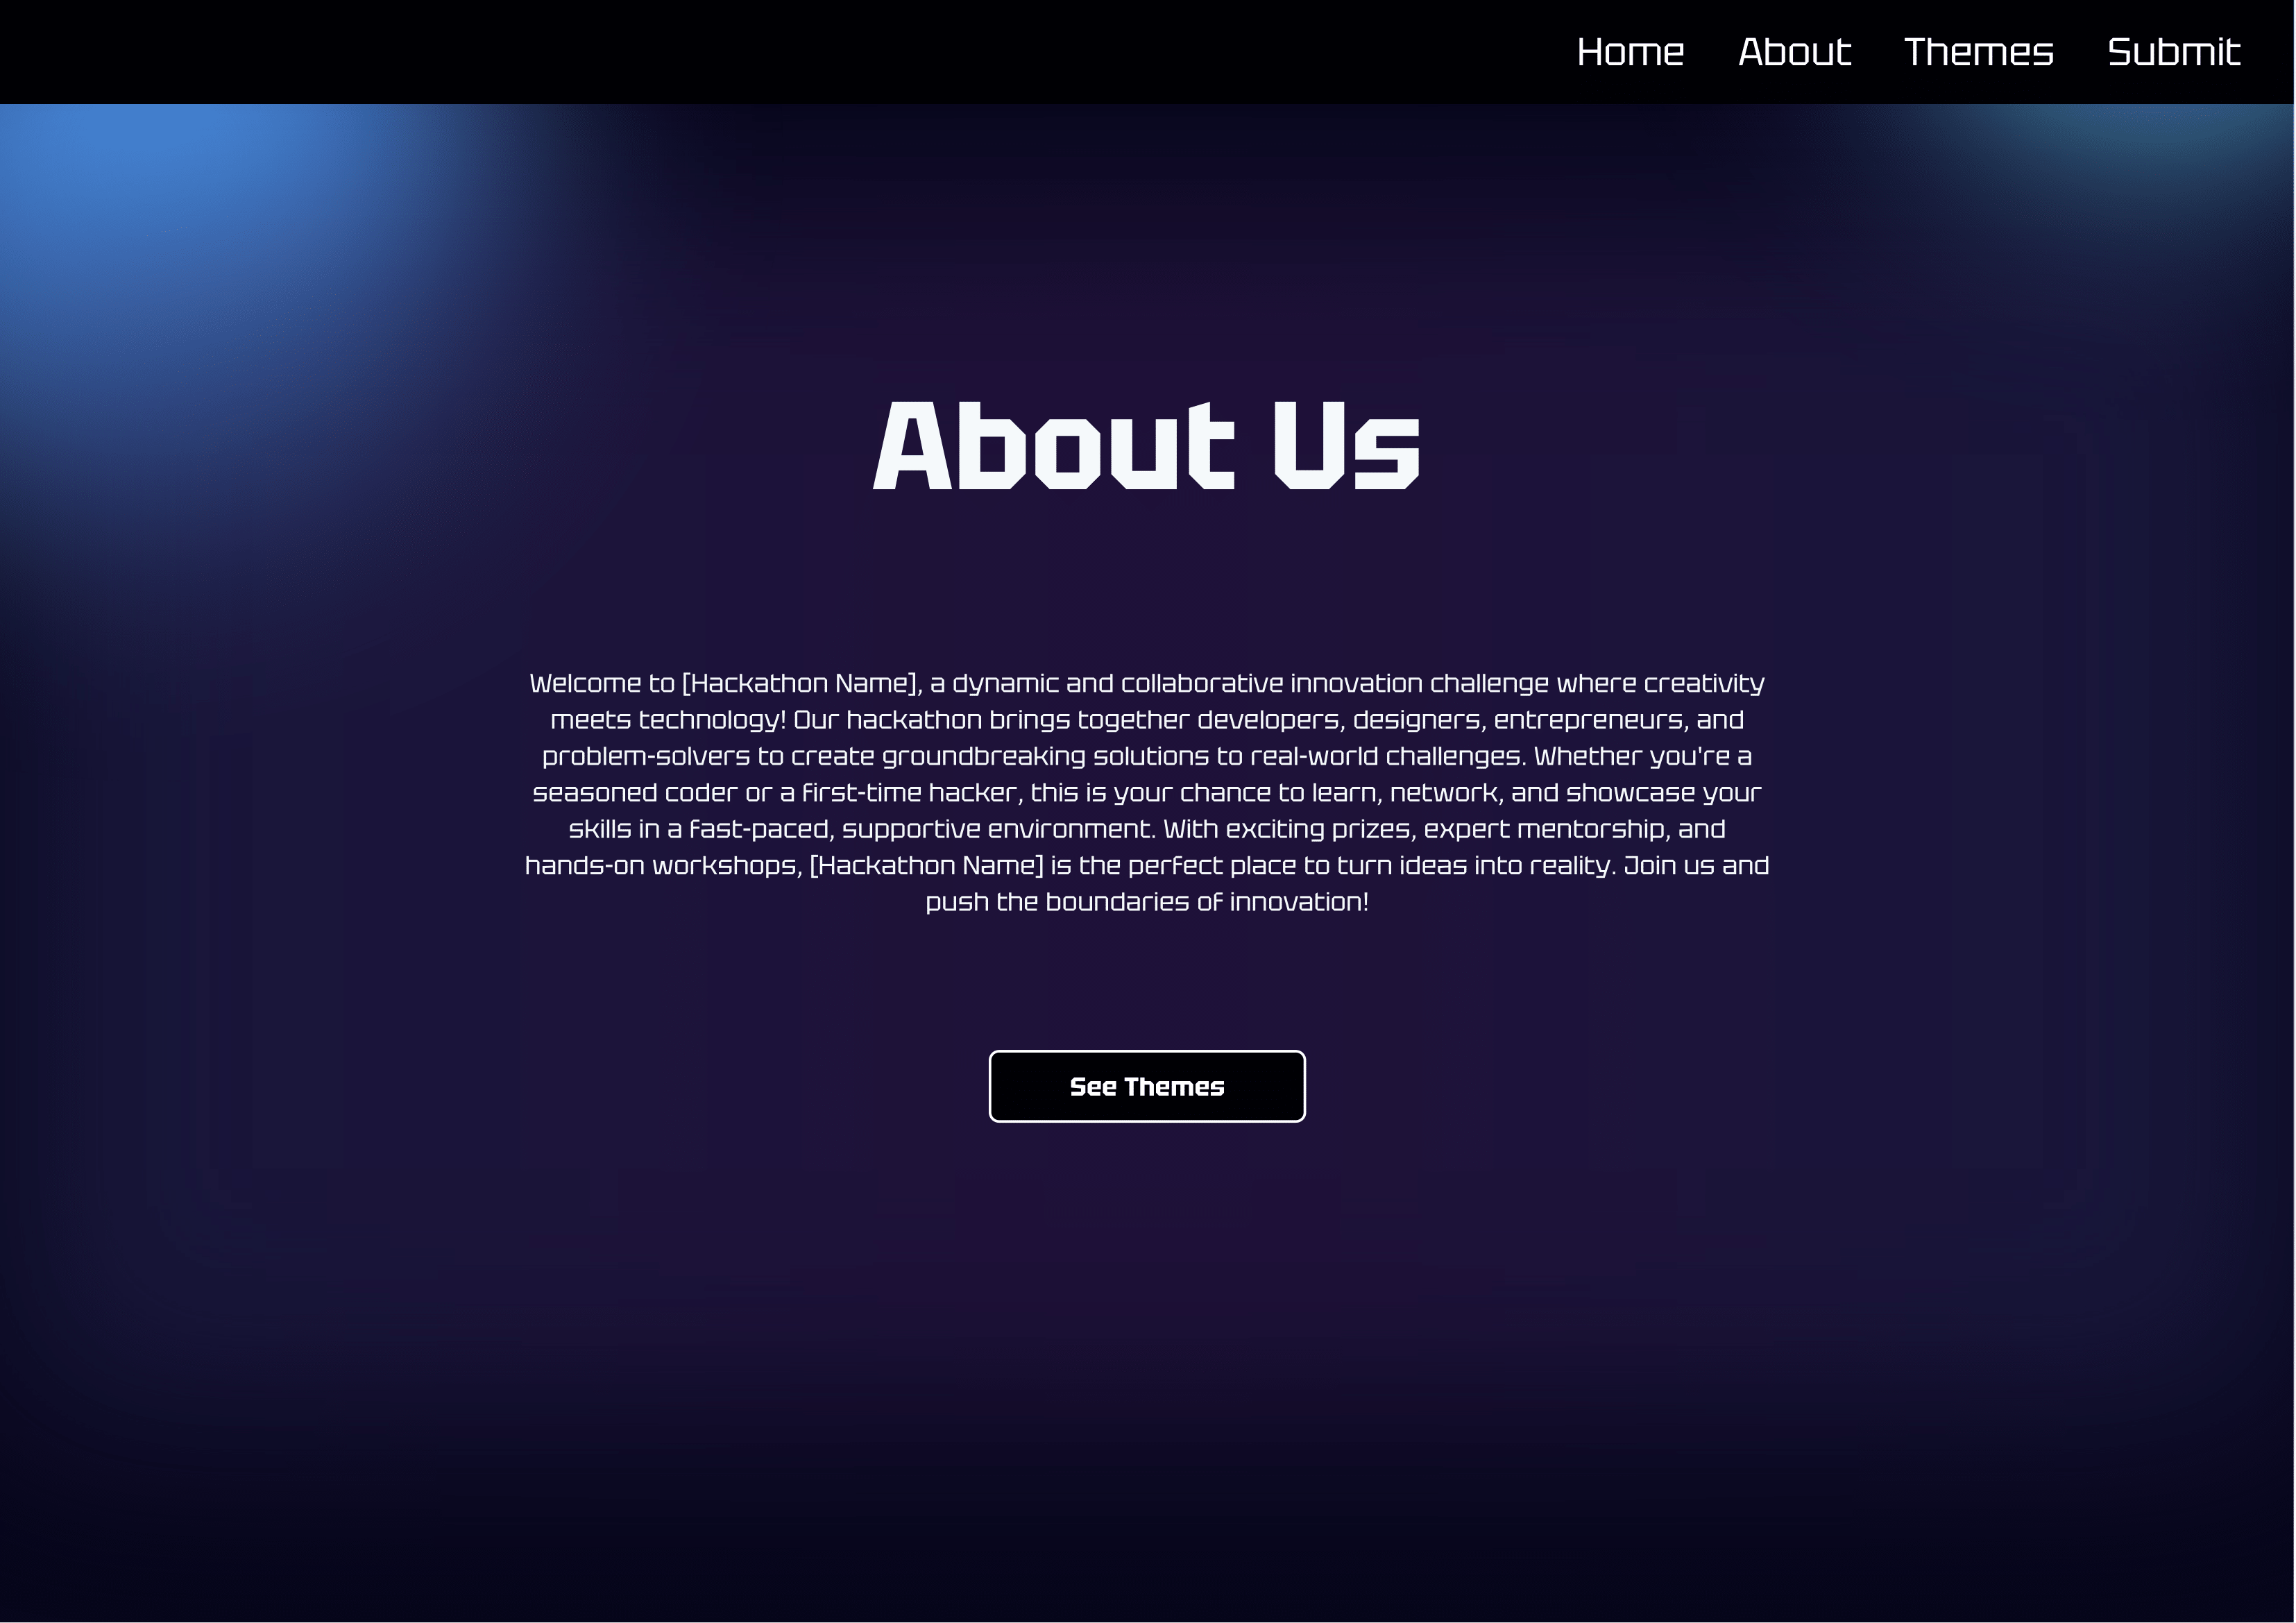 Home About Themes Submit
About Us
Welcome to [Hackathon Name], a dynamic and collaborative innovation challenge where creativity
meets technology! Our hackathon brings together developers, designers, entrepreneurs, and
problem-solvers to create groundbreaking solutions to real-world challenges. Whether you're a
seasoned coder or a first-time hacker, this is your chance to learn, network, and showcase your
skills in a fast-paced, supportive environment. With exciting prizes, expert mentorship, and
hands-on workshops, [Hackathon Name] is the perfect place to turn ideas into reality. Join us and
push the boundaries of innovation!
See Themes